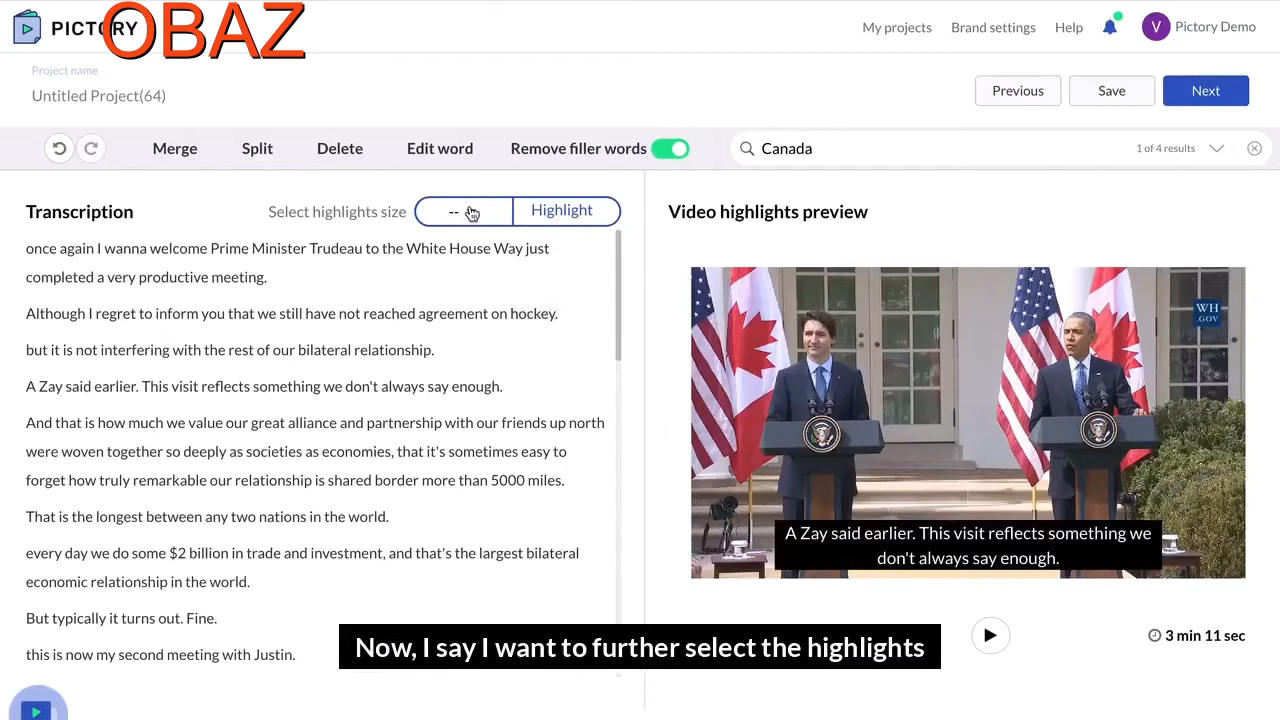 PICTORY
OBAZ
My projects
Brand settings
Help
V
Pictory Demo
Project name
Untitled Project(64)
Previous
Save
Next
Merge
Split
Delete
Edit word
Remove filler words
Canada
1 of 4 results
Transcription
Select highlights size
--
Highlight
once again I wanna welcome Prime Minister Trudeau to the White House Way just
completed a very productive meeting.
Although I regret to inform you that we still have not reached agreement on hockey.
but it is not interfering with the rest of our bilateral relationship.
A Zay said earlier. This visit reflects something we don't always say enough.
And that is how much we value our great alliance and partnership with our friends up north
were woven together so deeply as societies as economies, that it's sometimes easy to
forget how truly remarkable our relationship is shared border more than 5000 miles.
That is the longest between any two nations in the world.
every day we do some $2 billion in trade and investment, and that's the largest bilateral
economic relationship in the world.
But typically it turns out. Fine.
this is now my second meeting with Justin.
Video highlights preview
WH
.GOV
A Zay said earlier. This visit reflects something we
don't always say enough.
3 min 11 sec
Now, I say I want to further select the highlights